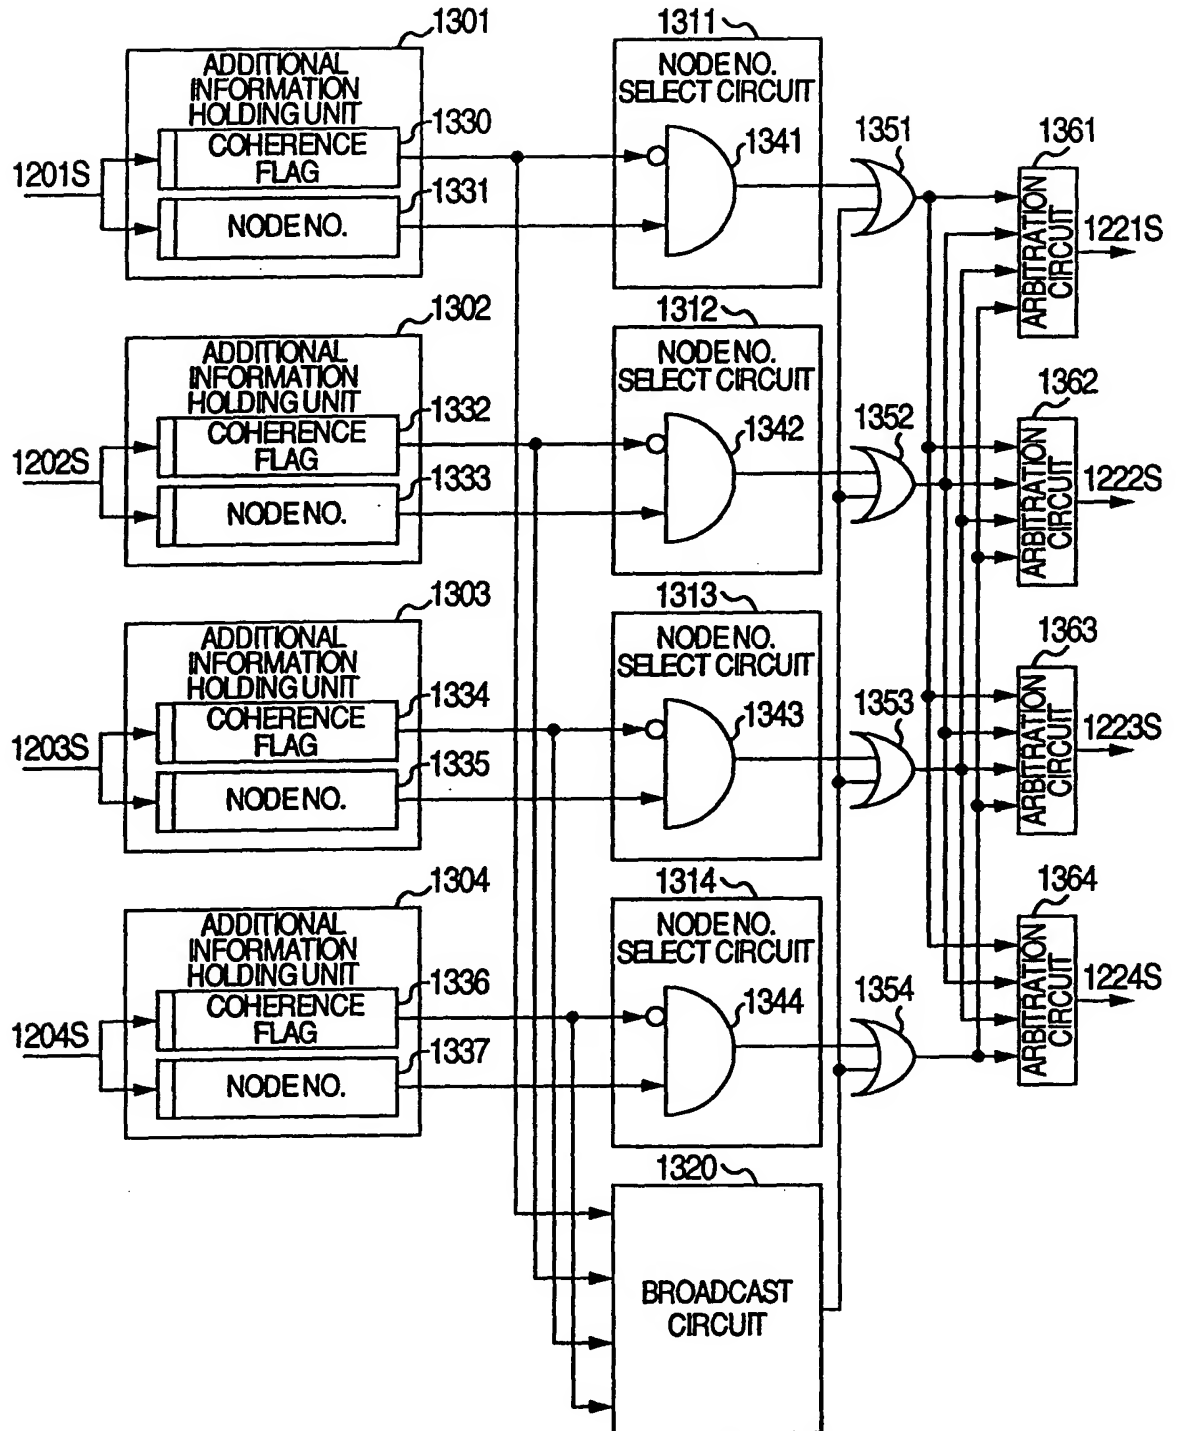 1301
ADDITIONAL
INFORMATION
HOLDING UNIT
1330
COHERENCE
FLAG
1331
NODE NO.
1201S
1311
NODE NO.
SELECT CIRCUIT
1341
1351
1361
ARBITRATION
CIRCUIT
1221S
1302
ADDITIONAL
INFORMATION
HOLDING UNIT
1332
COHERENCE
FLAG
1333
NODE NO.
1202S
1312
NODE NO.
SELECT CIRCUIT
1342
1352
1362
ARBITRATION
CIRCUIT
1222S
1303
ADDITIONAL
INFORMATION
HOLDING UNIT
1334
COHERENCE
FLAG
1335
NODE NO.
1203S
1313
NODE NO.
SELECT CIRCUIT
1343
1353
1363
ARBITRATION
CIRCUIT
1223S
1304
ADDITIONAL
INFORMATION
HOLDING UNIT
1336
COHERENCE
FLAG
1337
NODE NO.
1204S
1314
NODE NO.
SELECT CIRCUIT
1344
1354
1364
ARBITRATION
CIRCUIT
1224S
1320
BROADCAST
CIRCUIT